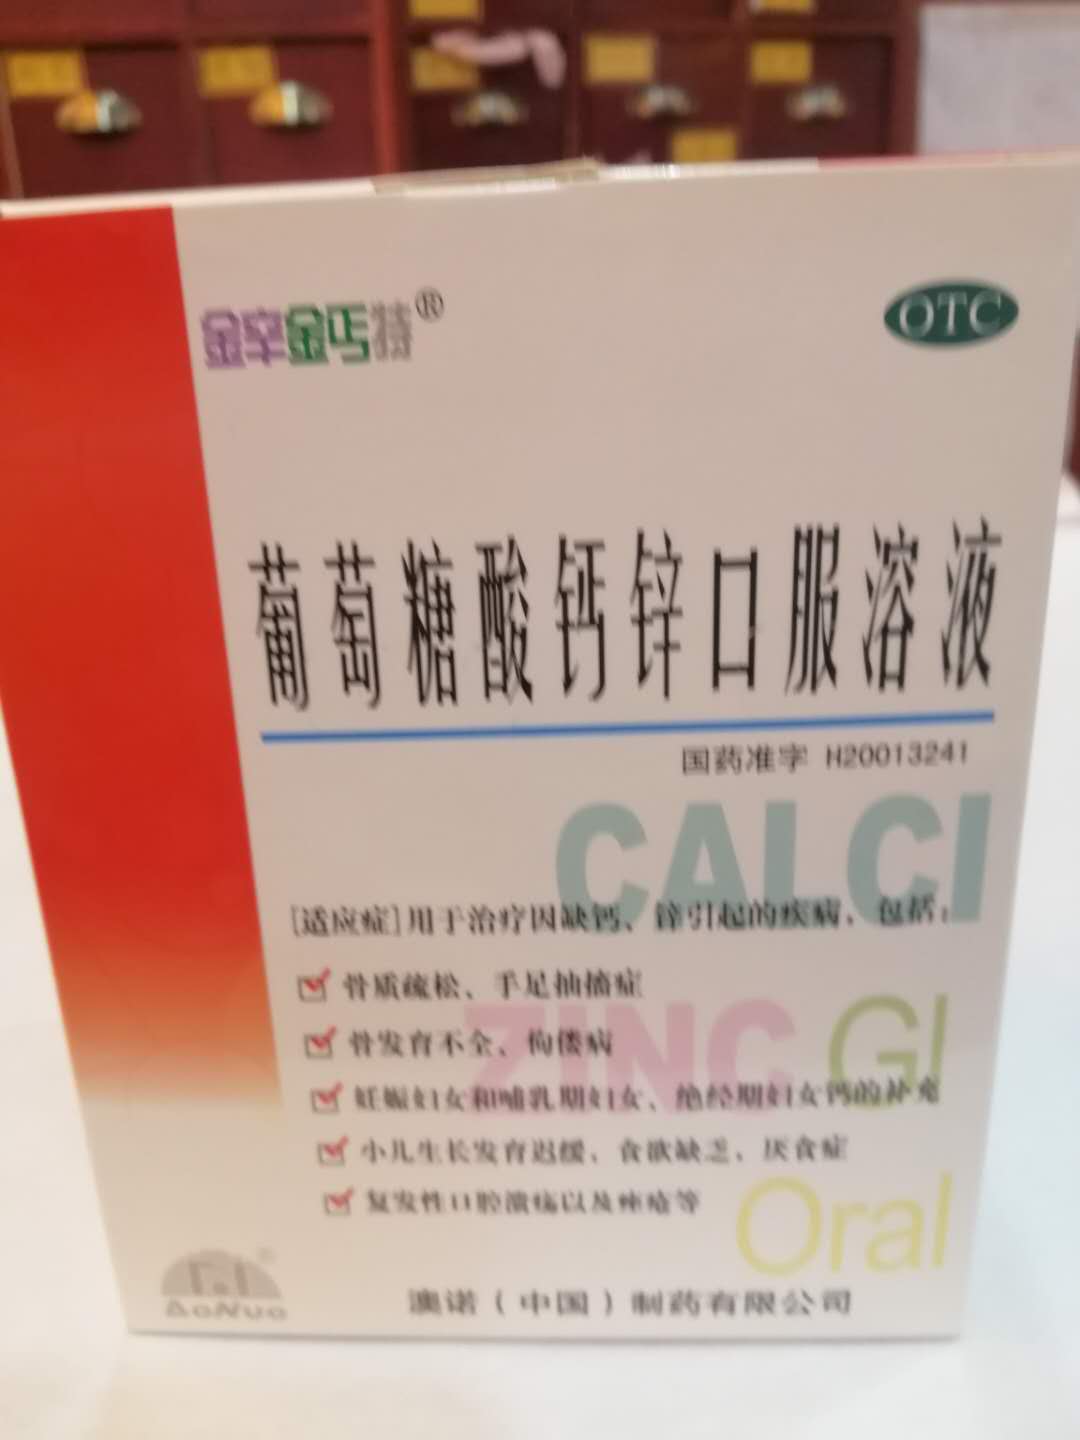 锌钙特®
OTC
葡萄糖酸钙锌口服溶液
国药准字 H20013241
CALCI
[适应症]用于治疗因缺钙、锌引起的疾病，包括：
骨质疏松、手足抽搐症
ZINC Gl
骨发育不全、佝偻病
妊娠妇女和哺乳期妇女、绝经期妇女钙的补充
小儿生长发育迟缓、食欲缺乏、厌食症
复发性口腔溃疡以及痤疮等
Oral
AoNuo ®
澳诺（中国）制药有限公司